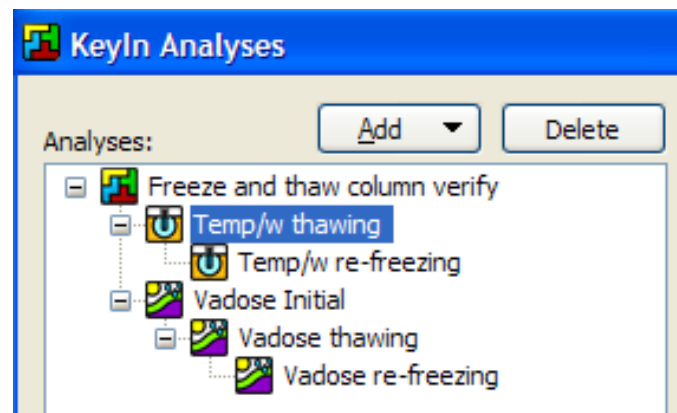 KeyIn Analyses
Analyses:
Add
Delete
Freeze and thaw column verify
Temp/w thawing
Temp/w re-freezing
Vadose Initial
Vadose thawing
Vadose re-freezing